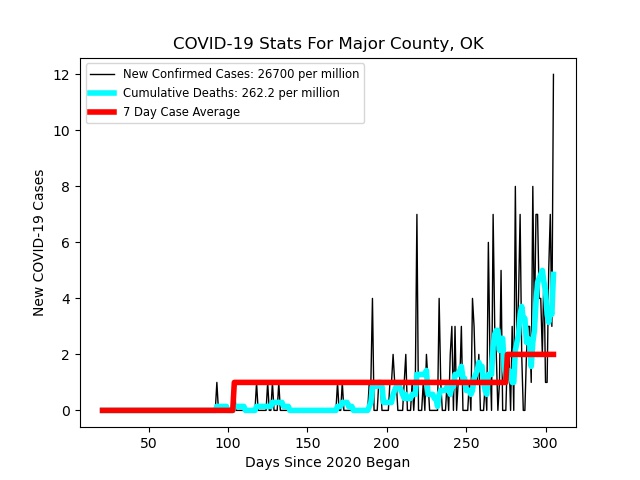 COVID-19 Stats For Major County, OK
New Confirmed Cases: 26700 per million
Cumulative Deaths: 262.2 per million
7 Day Case Average
New COVID-19 Cases
12
10
8
6
4
2
0
50 100 150 200 250 300
Days Since 2020 Began